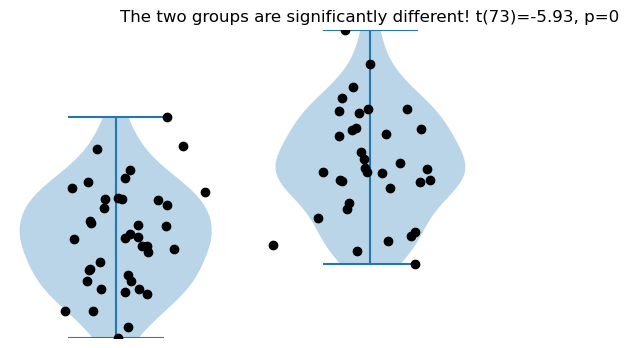 The two groups are significantly different! t(73)=-5.93, p=0